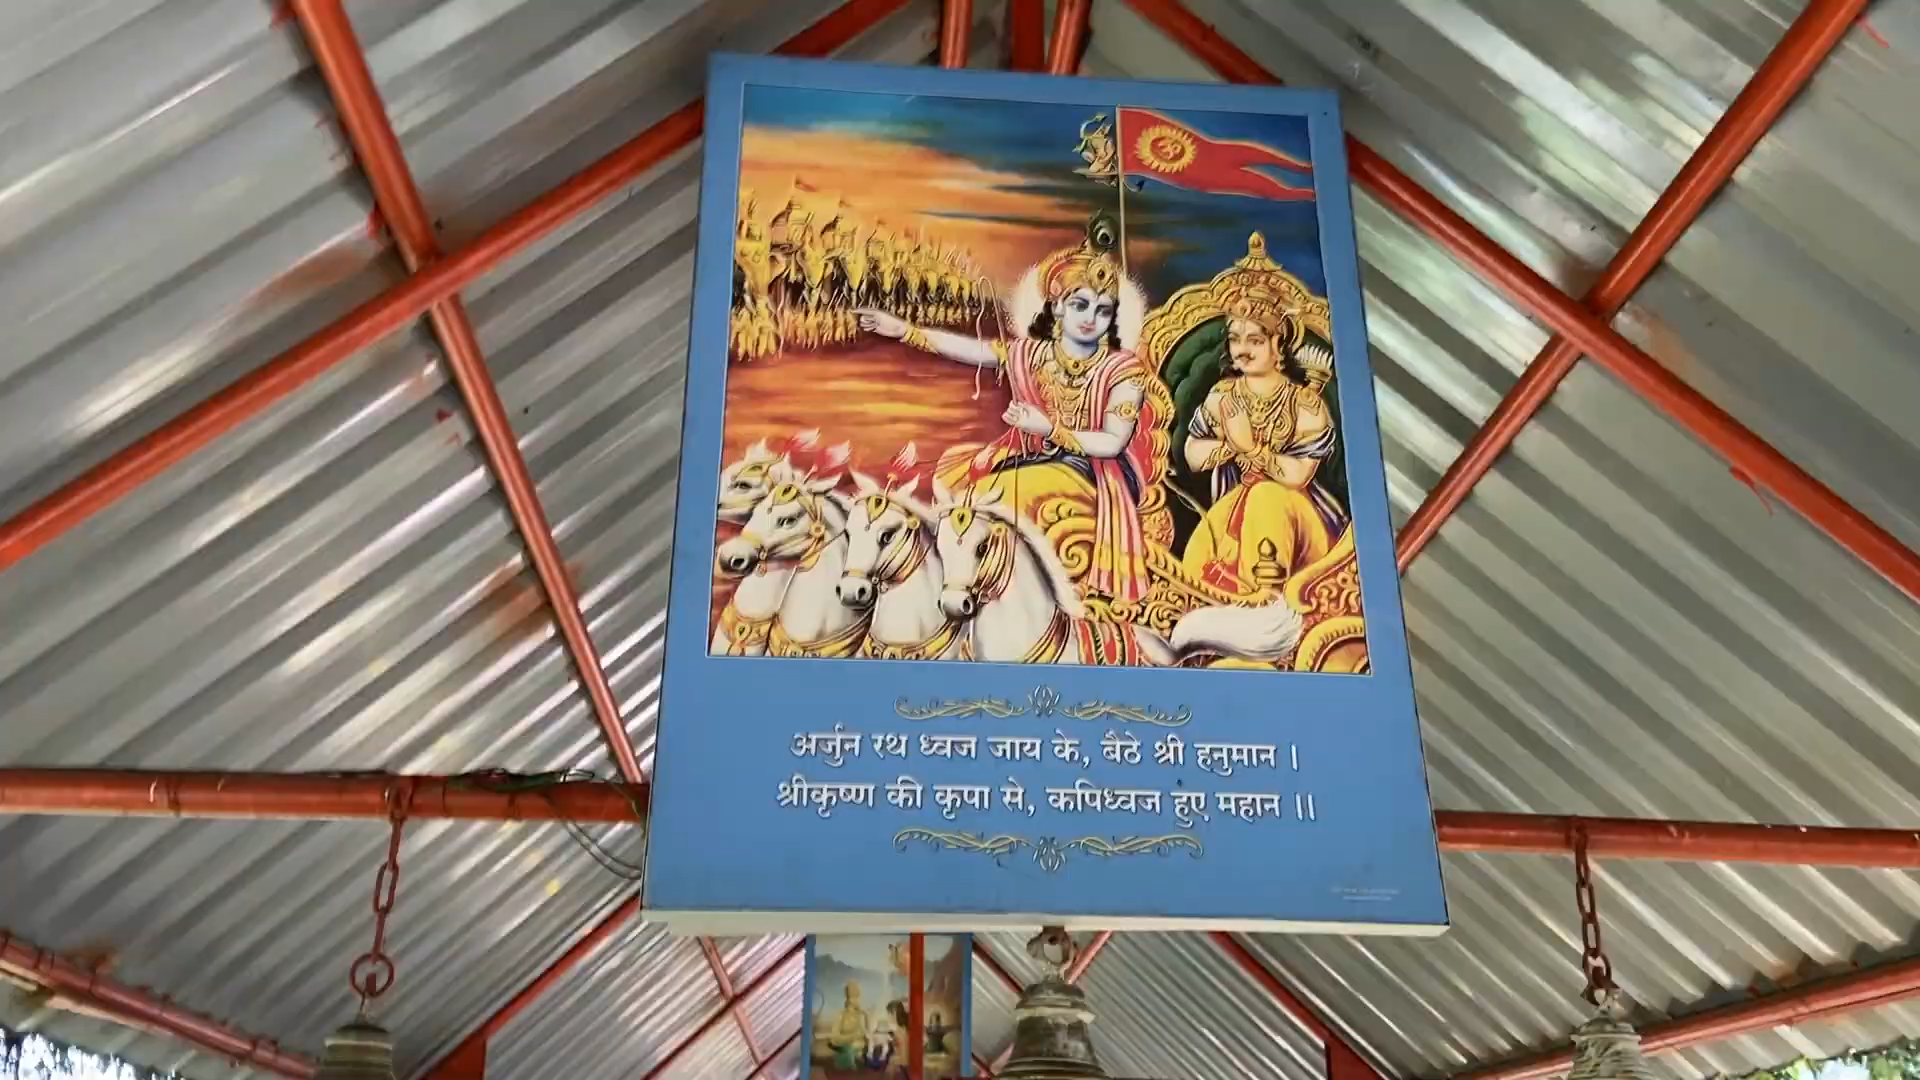 अर्जुन रथ ध्वज जाय के, बैठे श्री हनुमान ।
श्रीकृष्ण की कृपा से, कपिध्वज हुए महान ।।